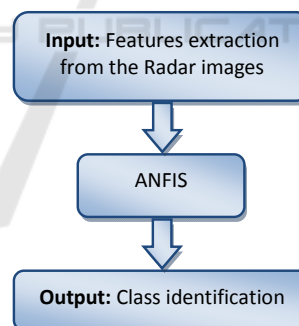 Input: Features extraction
from the Radar images
ANFIS
Output: Class identification